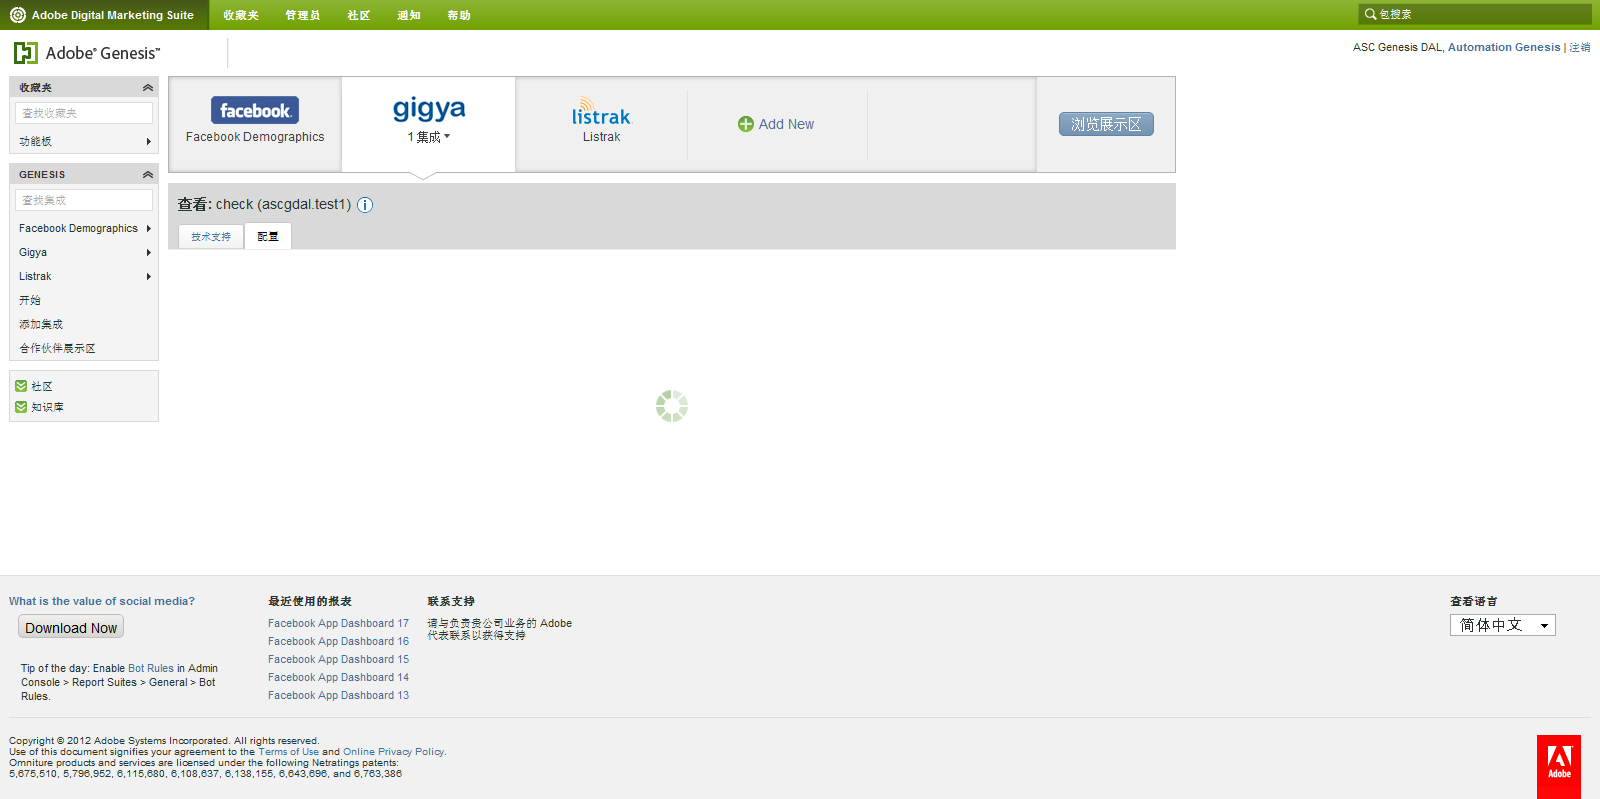 Adobe Digital Marketing Suite 收藏夹 管理员 社区 通知 帮助 包搜索
Adobe® Genesis™
ASC Genesis DAL, Automation Genesis | 注销
收藏夹
查找收藏夹
功能板
GENESIS
查找集成
Facebook Demographics
Gigya
Listrak
开始
添加集成
合作伙伴展示区
社区
知识库
facebook.
Facebook Demographics
gigya
1 集成
listrak
Listrak
Add New
浏览展示区
查看: check (ascgdal.test1)
技术支持 配置
What is the value of social media?
Download Now
Tip of the day: Enable Bot Rules in Admin
Console > Report Suites > General > Bot
Rules.
最近使用的报表
Facebook App Dashboard 17
Facebook App Dashboard 16
Facebook App Dashboard 15
Facebook App Dashboard 14
Facebook App Dashboard 13
联系支持
请与负责贵公司业务的 Adobe
代表联系以获得支持
查看语言
简体中文
Copyright © 2012 Adobe Systems Incorporated. All rights reserved.
Use of this document signifies your agreement to the Terms of Use and Online Privacy Policy.
Omniture products and services are licensed under the following Netratings patents:
5,675,510, 5,796,952, 6,115,680, 6,108,637, 6,138,155, 6,643,696, and 6,763,386
Adobe